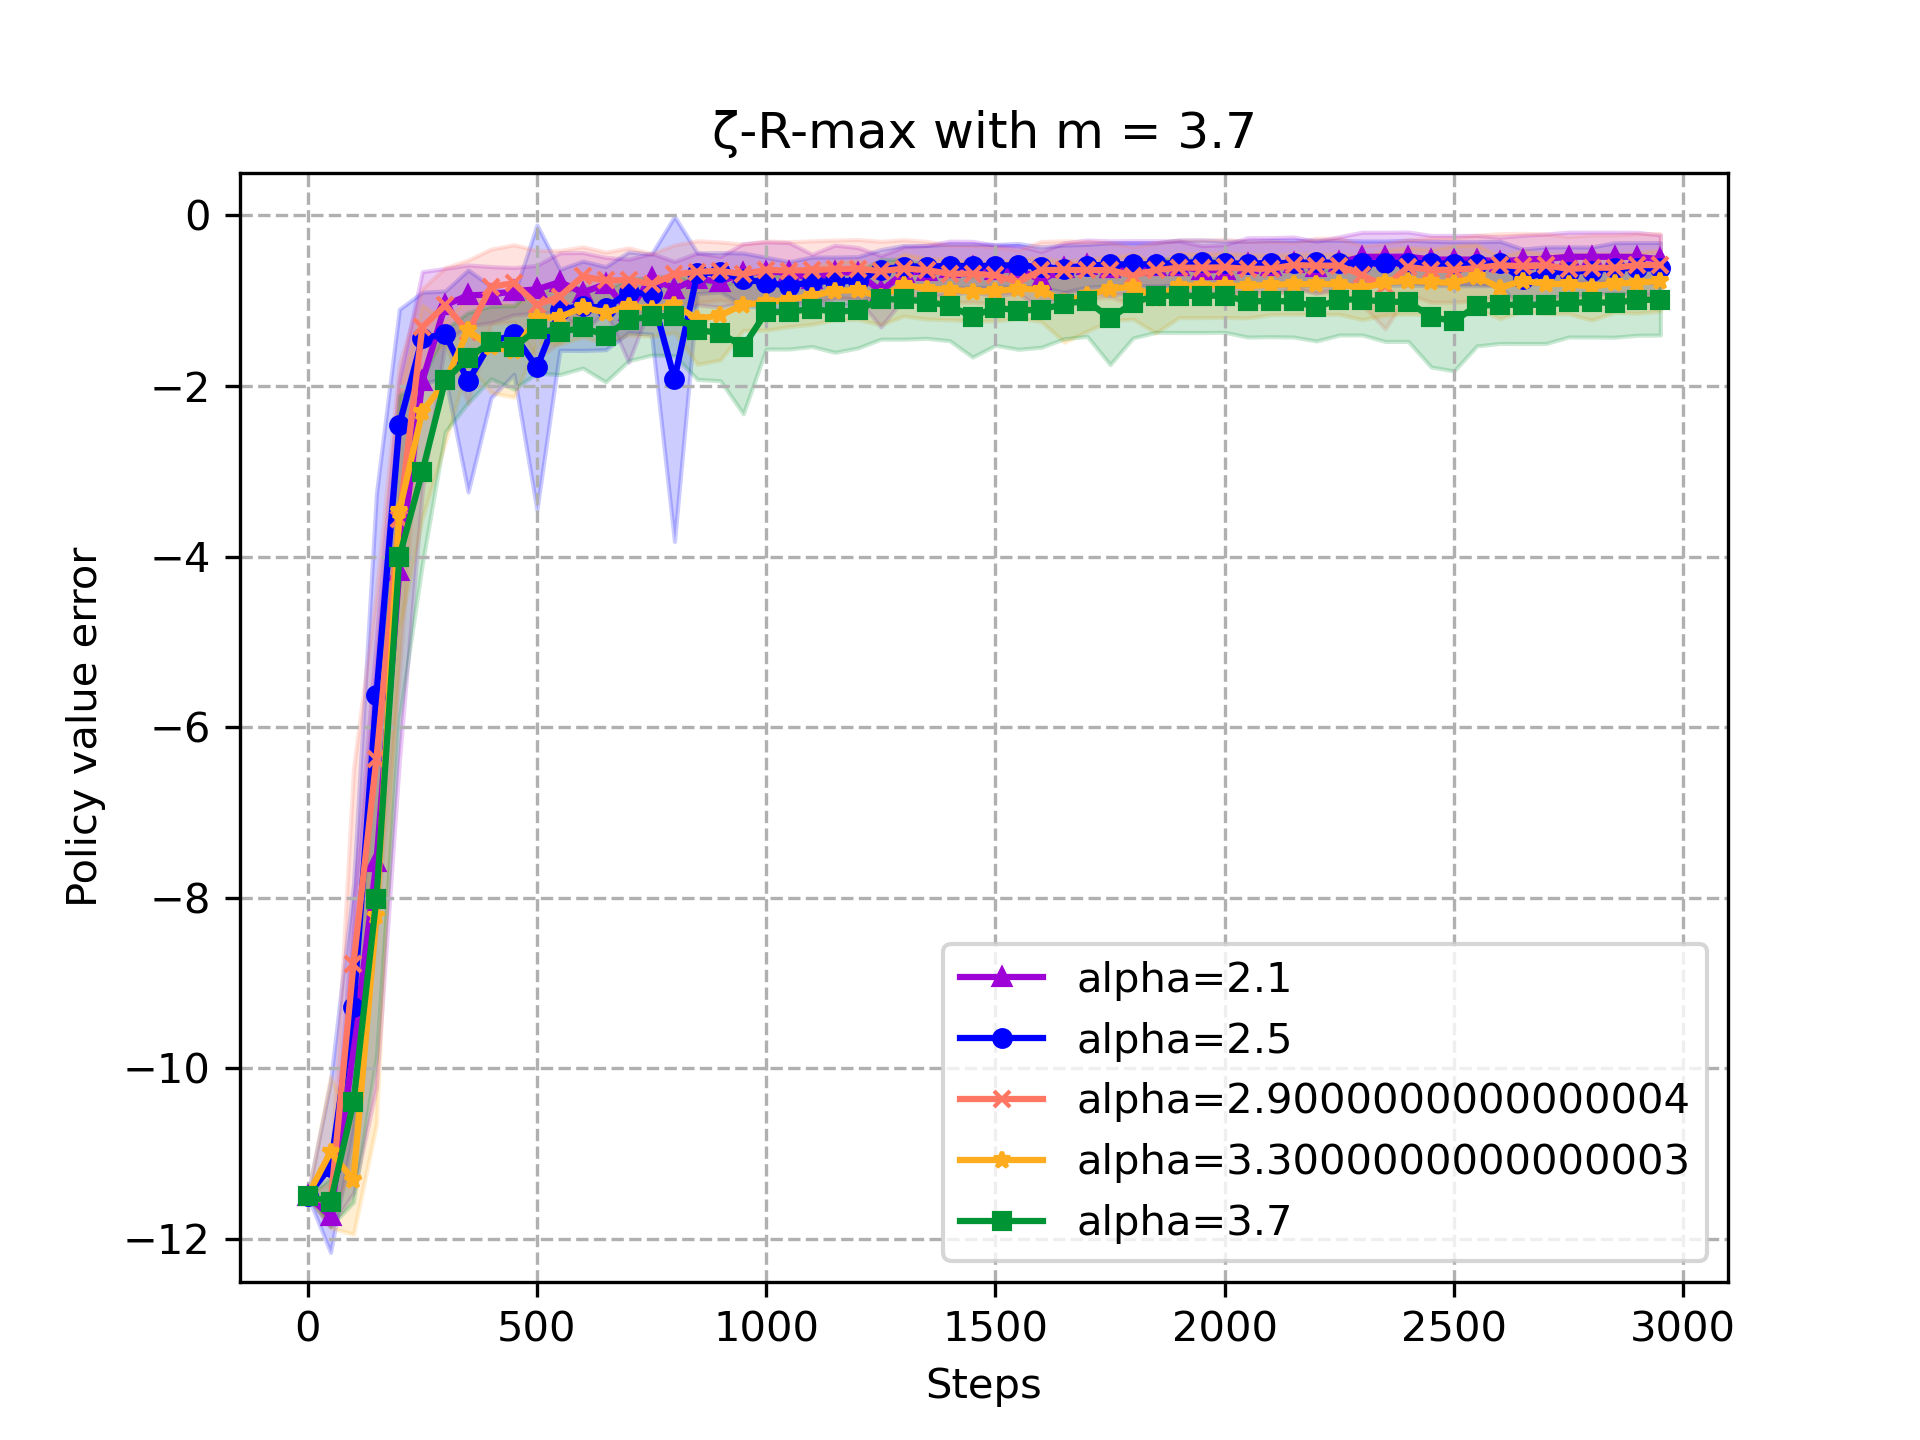 ζ-R-max with m = 3.7
Policy value error
0
−2
−4
−6
−8
−10
−12
alpha=2.1
alpha=2.5
alpha=2.9000000000000004
alpha=3.3000000000000003
alpha=3.7
0 500 1000 1500 2000 2500 3000
Steps